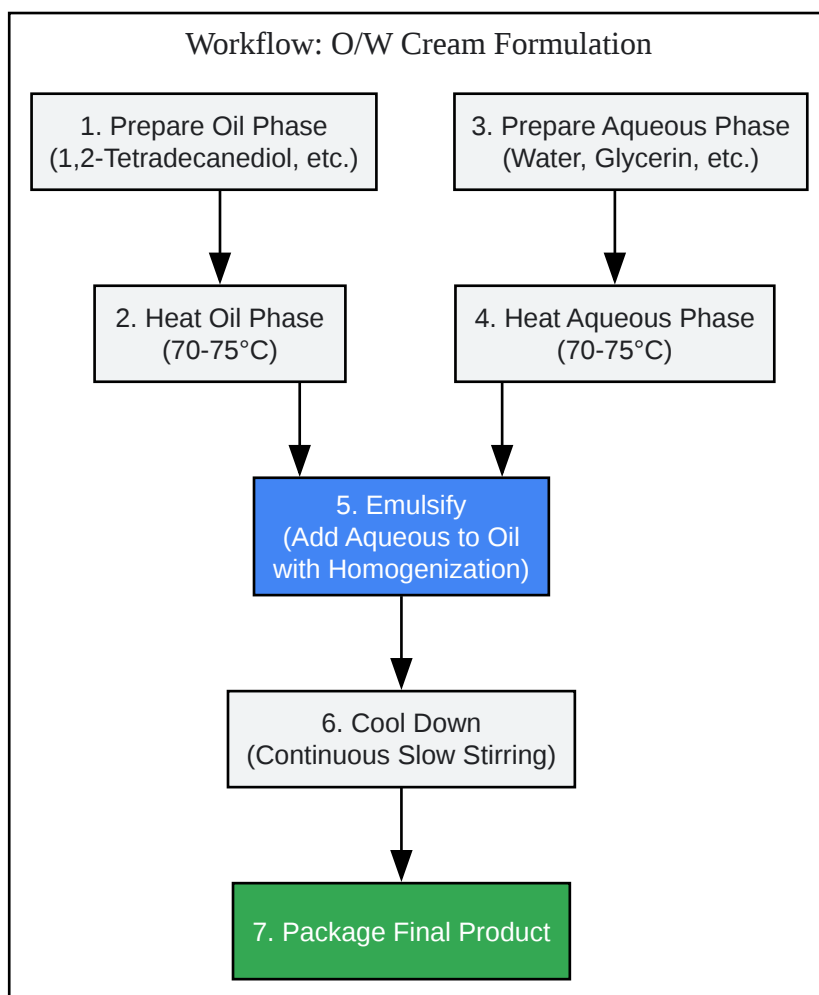 Workflow: O/W Cream Formulation
1. Prepare Oil Phase
(1,2-Tetradecanediol, etc.)
3. Prepare Aqueous Phase
(Water, Glycerin, etc.)
2. Heat Oil Phase
(70-75°C)
4. Heat Aqueous Phase
(70-75°C)
5. Emulsify
(Add Aqueous to Oil
with Homogenization)
6. Cool Down
(Continuous Slow Stirring)
7. Package Final Product